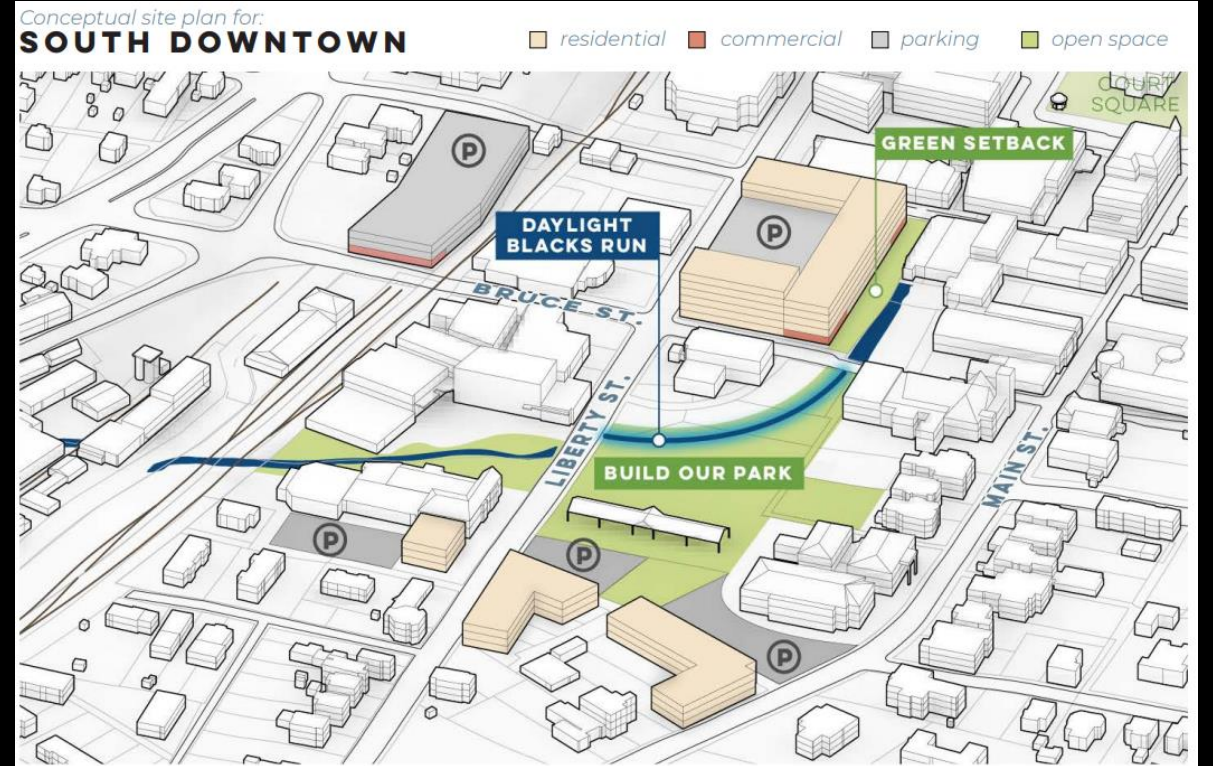 Conceptual site plan for:
SOUTH DOWNTOWN
residential
commercial
parking
open space
COURT
SQUARE
P
GREEN SETBACK
DAYLIGHT
BLACKS RUN
P
BRUCE ST.
LIBERTY ST.
BUILD OUR PARK
MAIN ST.
P
P
P